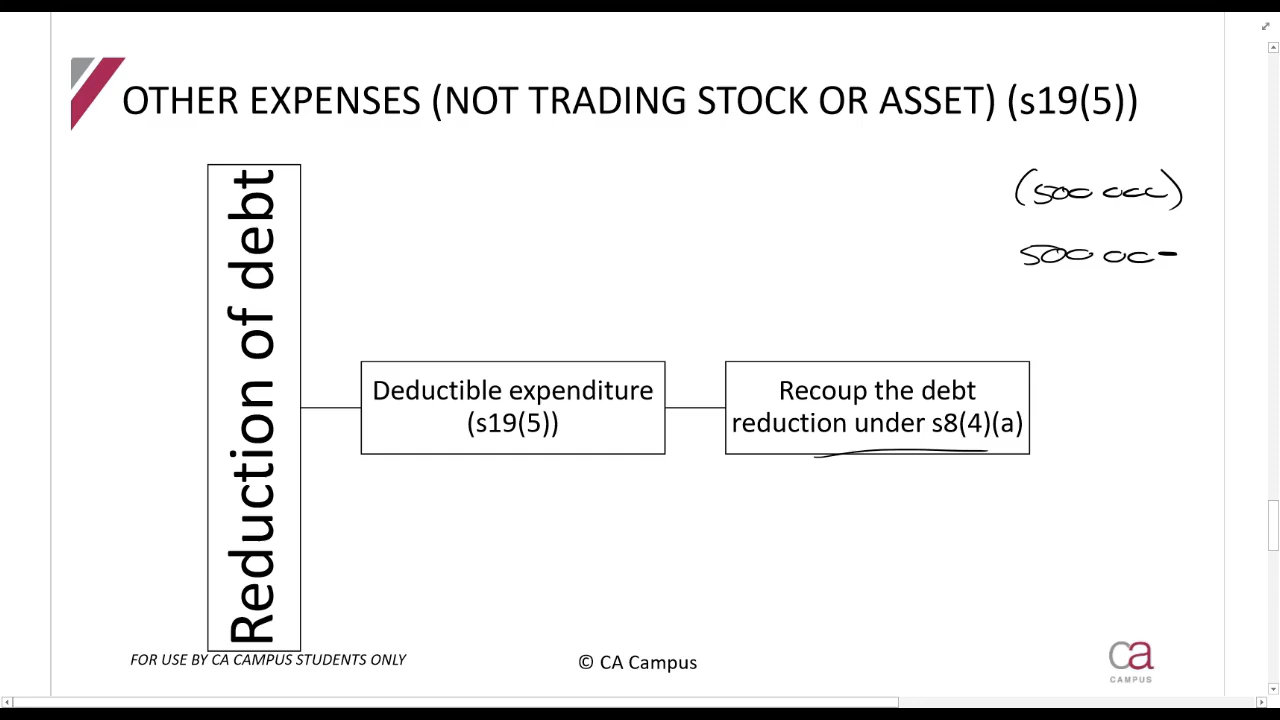 OTHER EXPENSES (NOT TRADING STOCK OR ASSET) (s19(5))
(500 000)
500 00
Reduction of debt
Deductible expenditure
(s19(5))
Recoup the debt
reduction under s8(4)(a)
FOR USE BY CA CAMPUS STUDENTS ONLY
© CA Campus
ca
CAMPUS